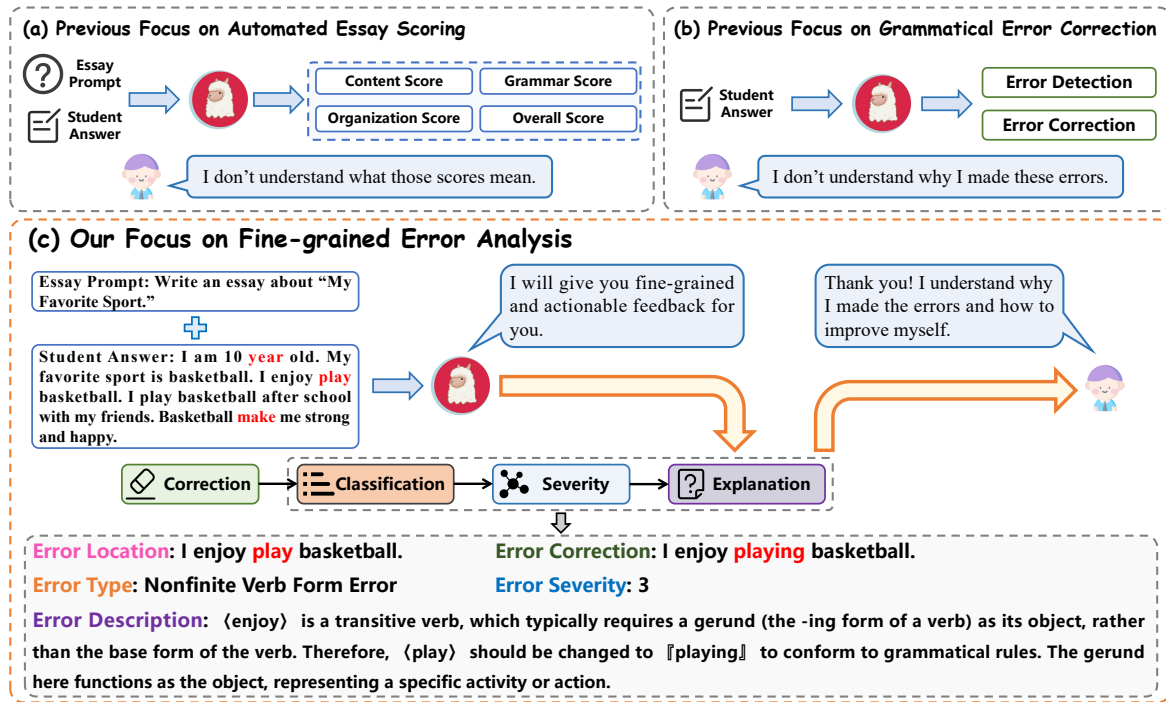 (a) Previous Focus on Automated Essay Scoring
Essay
Prompt
Student
Answer
Content Score
Grammar Score
Organization Score
Overall Score
I don't understand what those scores mean.
(b) Previous Focus on Grammatical Error Correction
Student
Answer
Error Detection
Error Correction
I don't understand why I made these errors.
(c) Our Focus on Fine-grained Error Analysis
Essay Prompt: Write an essay about “My
Favorite Sport.”
Student Answer: I am 10 year old. My
favorite sport is basketball. I enjoy play
basketball. I play basketball after school
with my friends. Basketball make me strong
and happy.
I will give you fine-grained
and actionable feedback for
you.
Thank you! I understand why
I made the errors and how to
improve myself.
Correction
Classification
Severity
Explanation
Error Location: I enjoy play basketball.
Error Correction: I enjoy playing basketball.
Error Type: Nonfinite Verb Form Error
Error Severity: 3
Error Description: 〈enjoy〉 is a transitive verb, which typically requires a gerund (the -ing form of a verb) as its object, rather
than the base form of the verb. Therefore, 〈play〉 should be changed to 『playing』 to conform to grammatical rules. The gerund
here functions as the object, representing a specific activity or action.